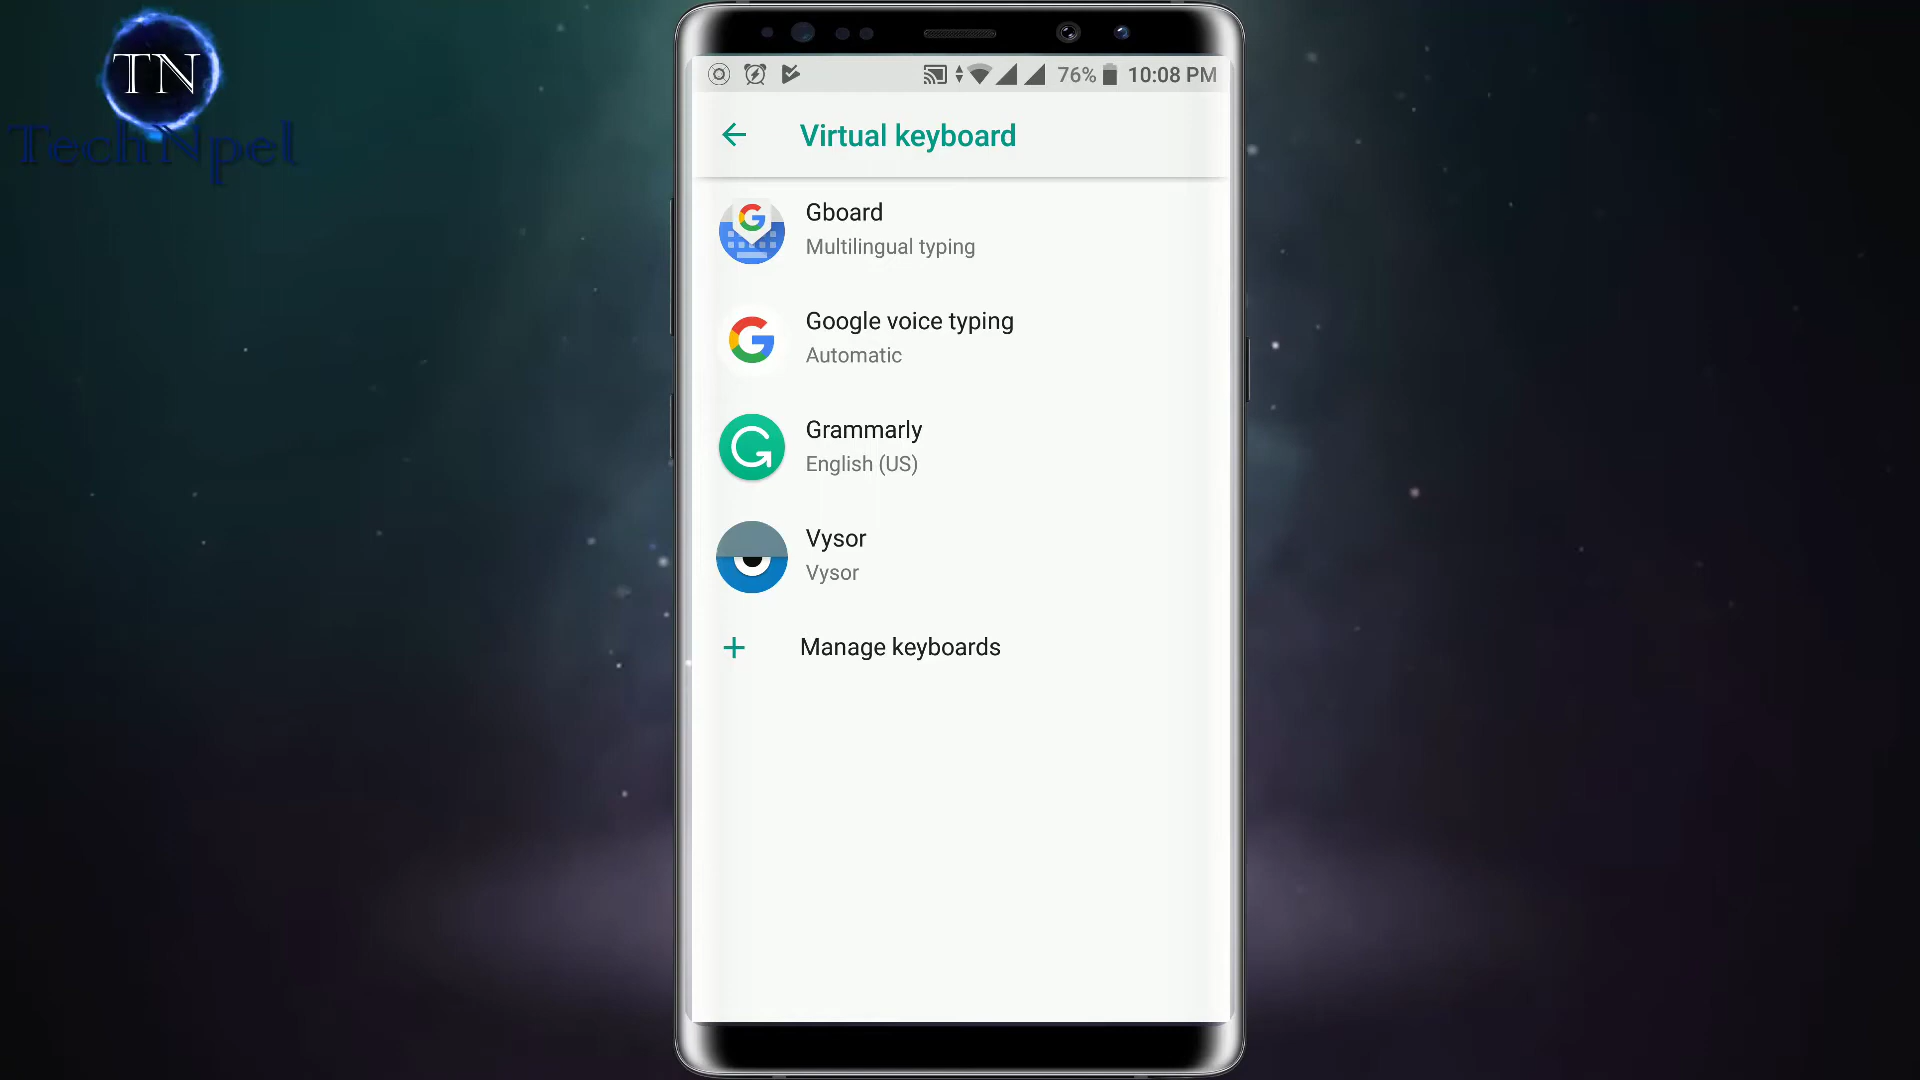 TN
TechNpel
76% 10:08 PM
Virtual keyboard
Gboard
Multilingual typing
Google voice typing
Automatic
Grammarly
English (US)
Vysor
Vysor
Manage keyboards